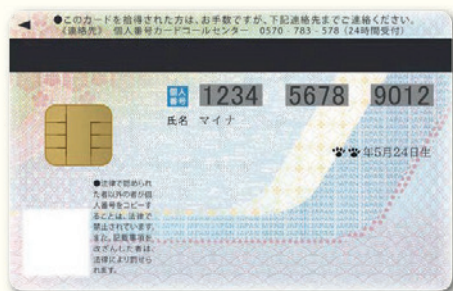 ●このカードを拾得された方は、お手数ですが、下記連絡先までご連絡ください。
《連絡先》 個人番号カードコールセンター 0570-783-578 (24時間受付)
個人番号 1234 5678 9012
氏名 マイナ
年5月24日生
●法律で認められ
た者以外の者が個
人番号をコピーす
ることは、法律で
禁止されています。
また、記載事項を
改ざんした者は、
法律により罰せら
れます。